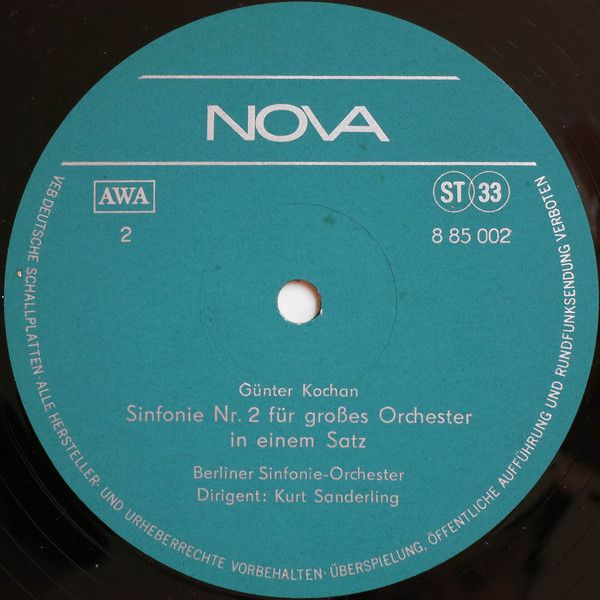 NOVA
AWA
ST 33
2
8 85 002
Günter Kochan
Sinfonie Nr. 2 für großes Orchester
in einem Satz
Berliner Sinfonie-Orchester
Dirigent: Kurt Sanderling
VEB DEUTSCHE SCHALLPLATTEN · ALLE HERSTELLER- UND URHEBERRECHTE VORBEHALTEN · ÜBERSPIELUNG, ÖFFENTLICHE AUFFÜHRUNG UND RUNDFUNKSENDUNG VERBOTEN